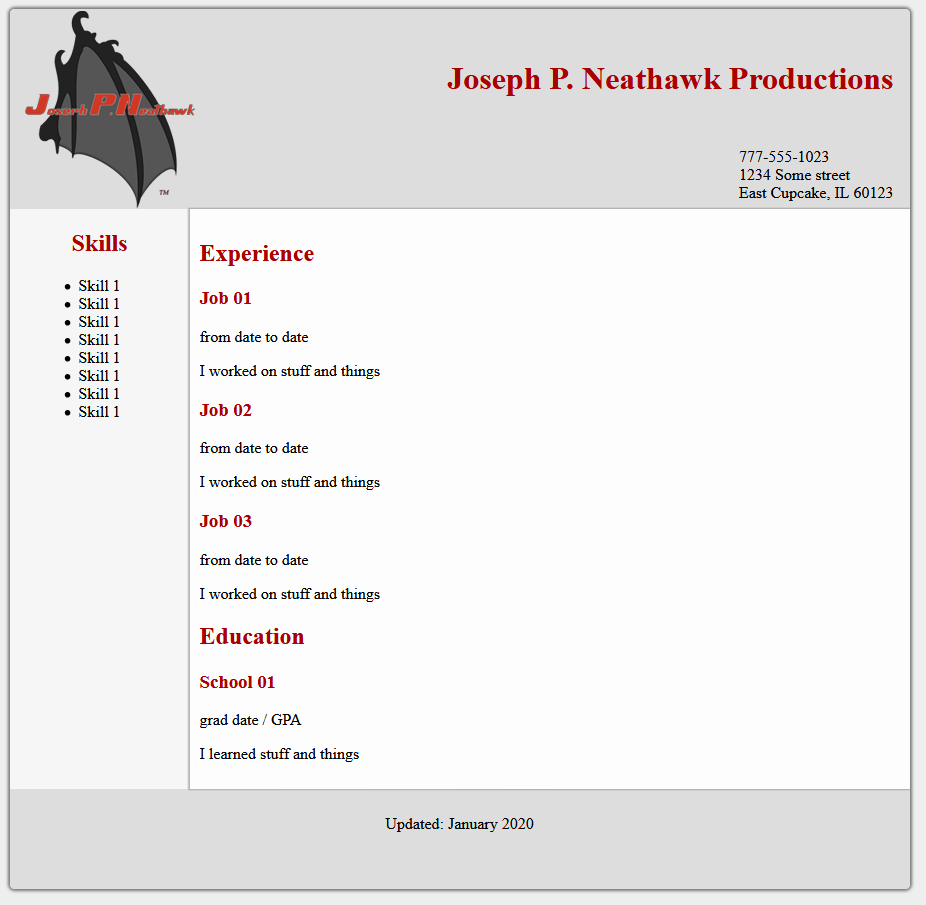 Joseph P. Neathawk
TM
Joseph P. Neathawk Productions
777-555-1023
1234 Some street
East Cupcake, IL 60123
Skills
Skill 1
Skill 1
Skill 1
Skill 1
Skill 1
Skill 1
Skill 1
Skill 1
Experience
Job 01
from date to date
I worked on stuff and things
Job 02
from date to date
I worked on stuff and things
Job 03
from date to date
I worked on stuff and things
Education
School 01
grad date / GPA
I learned stuff and things
Updated: January 2020